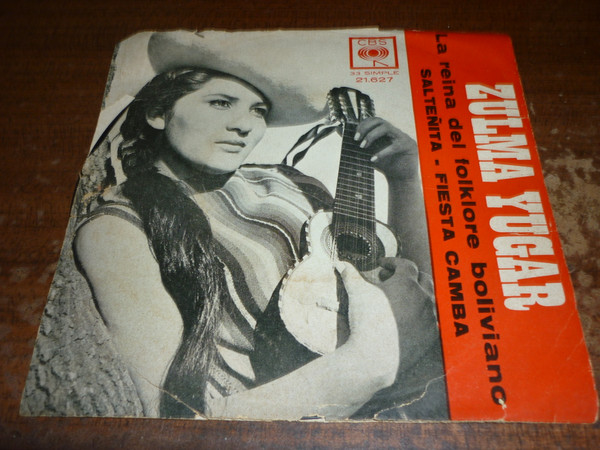 CBS
33 SIMPLE
21.627
ZULMA YUGAR
La reina del folklore boliviano
SALTEÑITA - FIESTA CAMBA